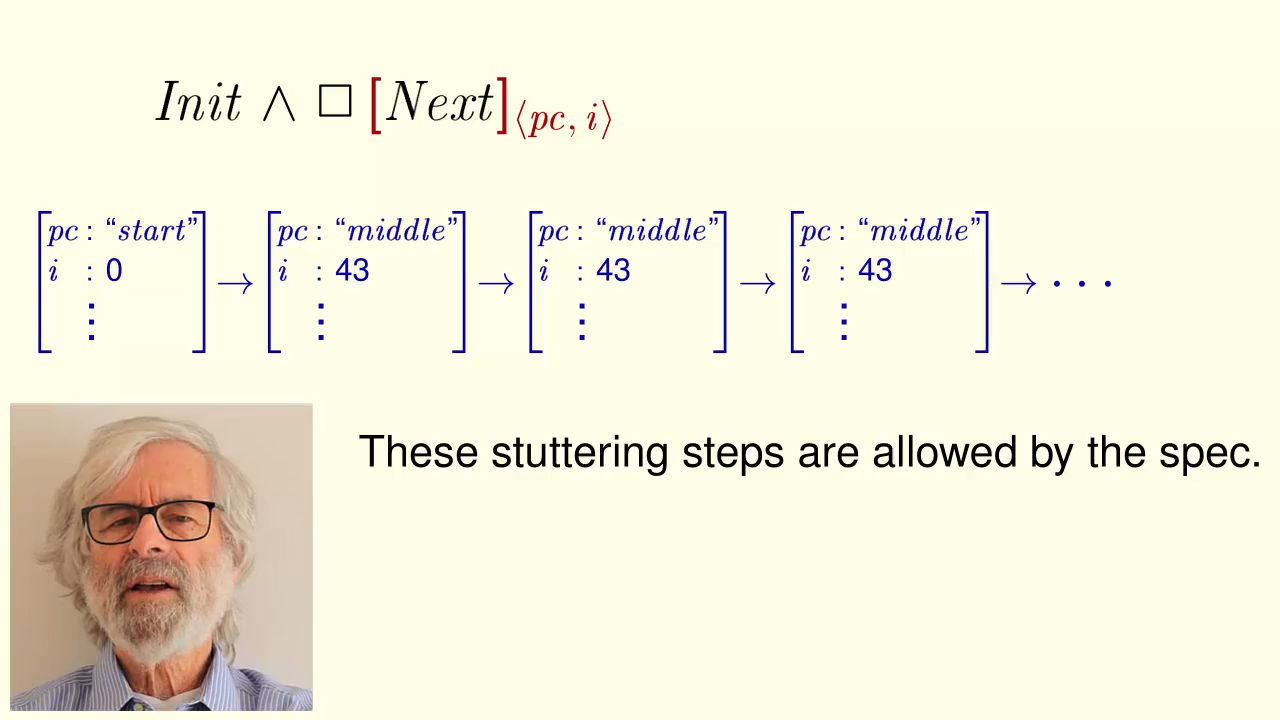 Init ∧ □ [Next]⟨pc, i⟩
pc : “start” pc : “middle” pc : “middle” pc : “middle”
i : 0 → i : 43 → i : 43 → i : 43 → · · ·
⋮ ⋮ ⋮ ⋮
These stuttering steps are allowed by the spec.